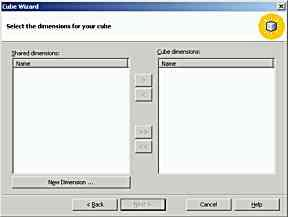 Cube Wizard
Select the dimensions for your cube
Shared dimensions:
Cube dimensions:
Name
Name
>
<
>>
<<
New Dimension ...
< Back
Next >
Cancel
Help